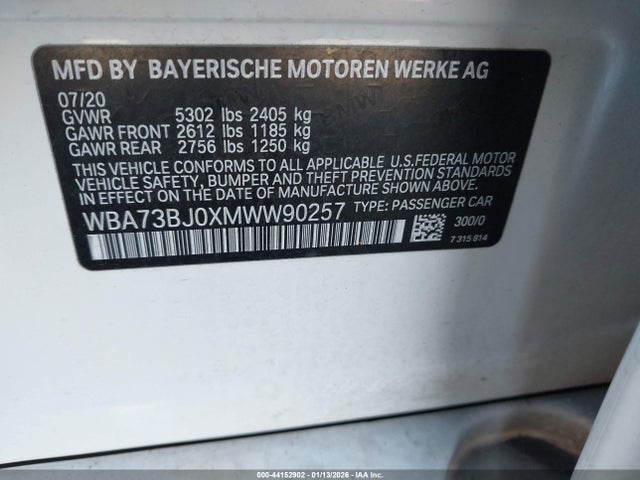 MFD BY BAYERISCHE MOTOREN WERKE AG
07/20
GVWR 5302 lbs 2405 kg
GAWR FRONT 2612 lbs 1185 kg
GAWR REAR 2756 lbs 1250 kg
THIS VEHICLE CONFORMS TO ALL APPLICABLE U.S.FEDERAL MOTOR
VEHICLE SAFETY, BUMPER AND THEFT PREVENTION STANDARDS
IN EFFECT ON THE DATE OF MANUFACTURE SHOWN ABOVE.
WBA73BJ0XMWW90257 TYPE: PASSENGER CAR
300/0
7 315 814
000-44152902 - 01/13/2026 - IAA Inc.